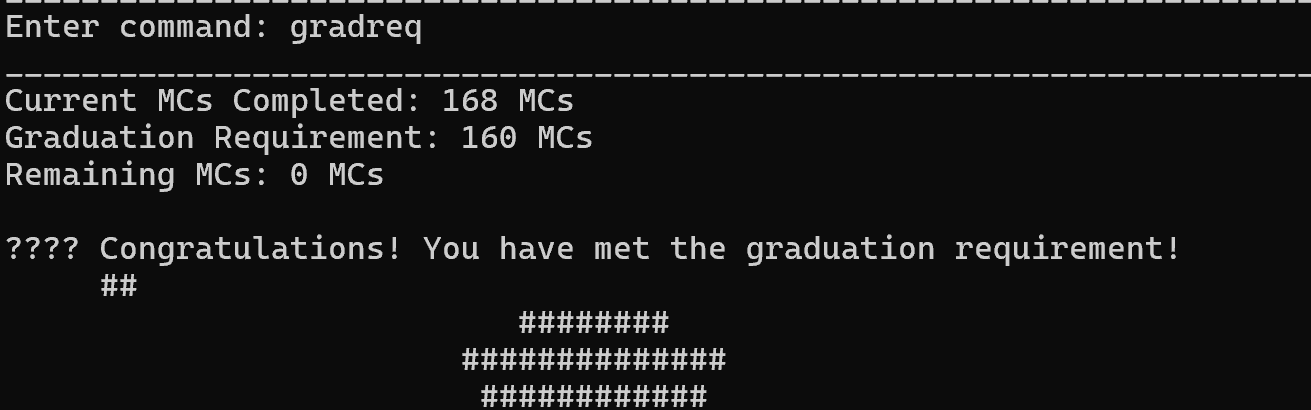 Enter command: gradreq
Current MCs Completed: 168 MCs
Graduation Requirement: 160 MCs
Remaining MCs: 0 MCs
???? Congratulations! You have met the graduation requirement!
##
########
##############
############